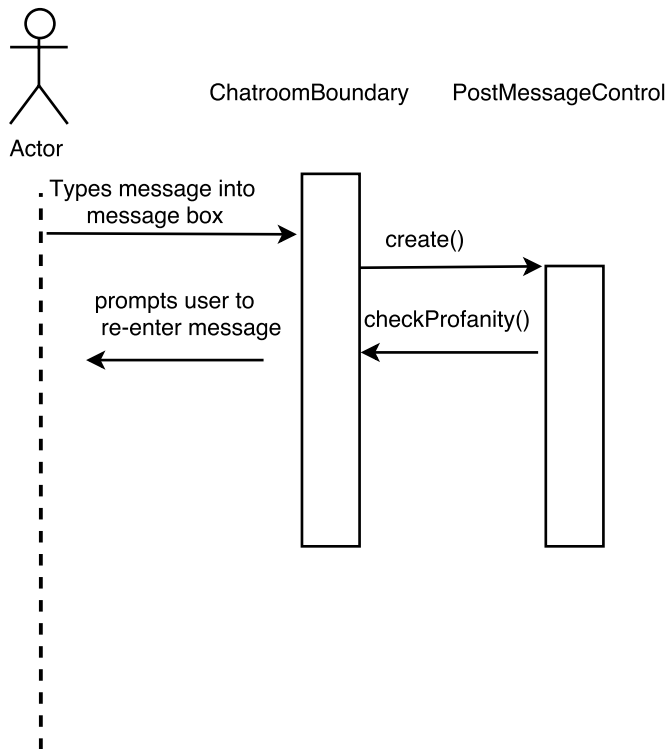 ChatroomBoundary
PostMessageControl
Actor
Types message into
message box
create()
prompts user to
re-enter message
checkProfanity()